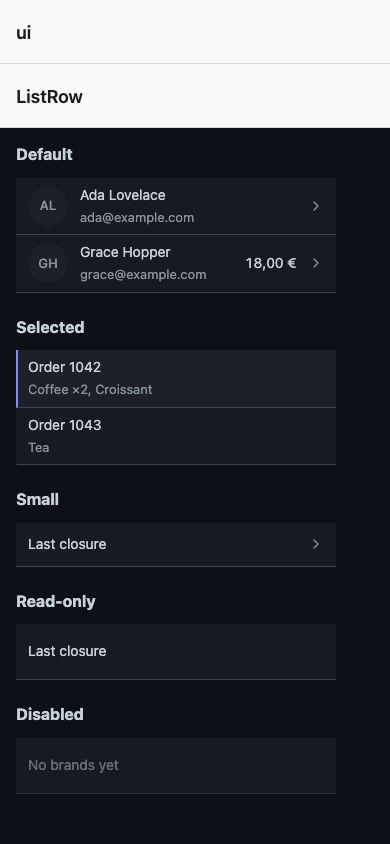 ui
ListRow
Default
AL
Ada Lovelace
ada@example.com
GH
Grace Hopper
grace@example.com
18,00 €
Selected
Order 1042
Coffee ×2, Croissant
Order 1043
Tea
Small
Last closure
Read-only
Last closure
Disabled
No brands yet